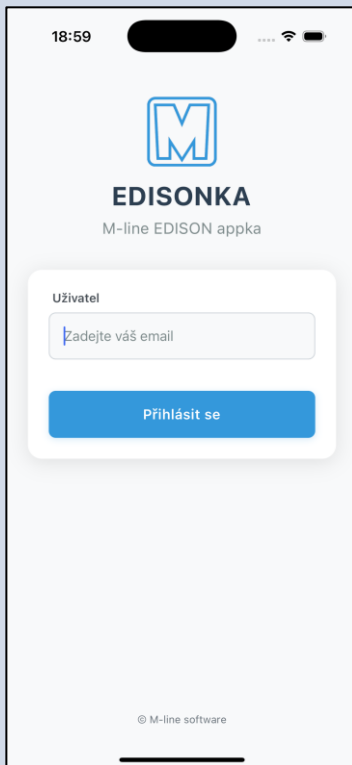 18:59
M
EDISONKA
M-line EDISON appka
Uživatel
Zadejte váš email
Přihlásit se
© M-line software